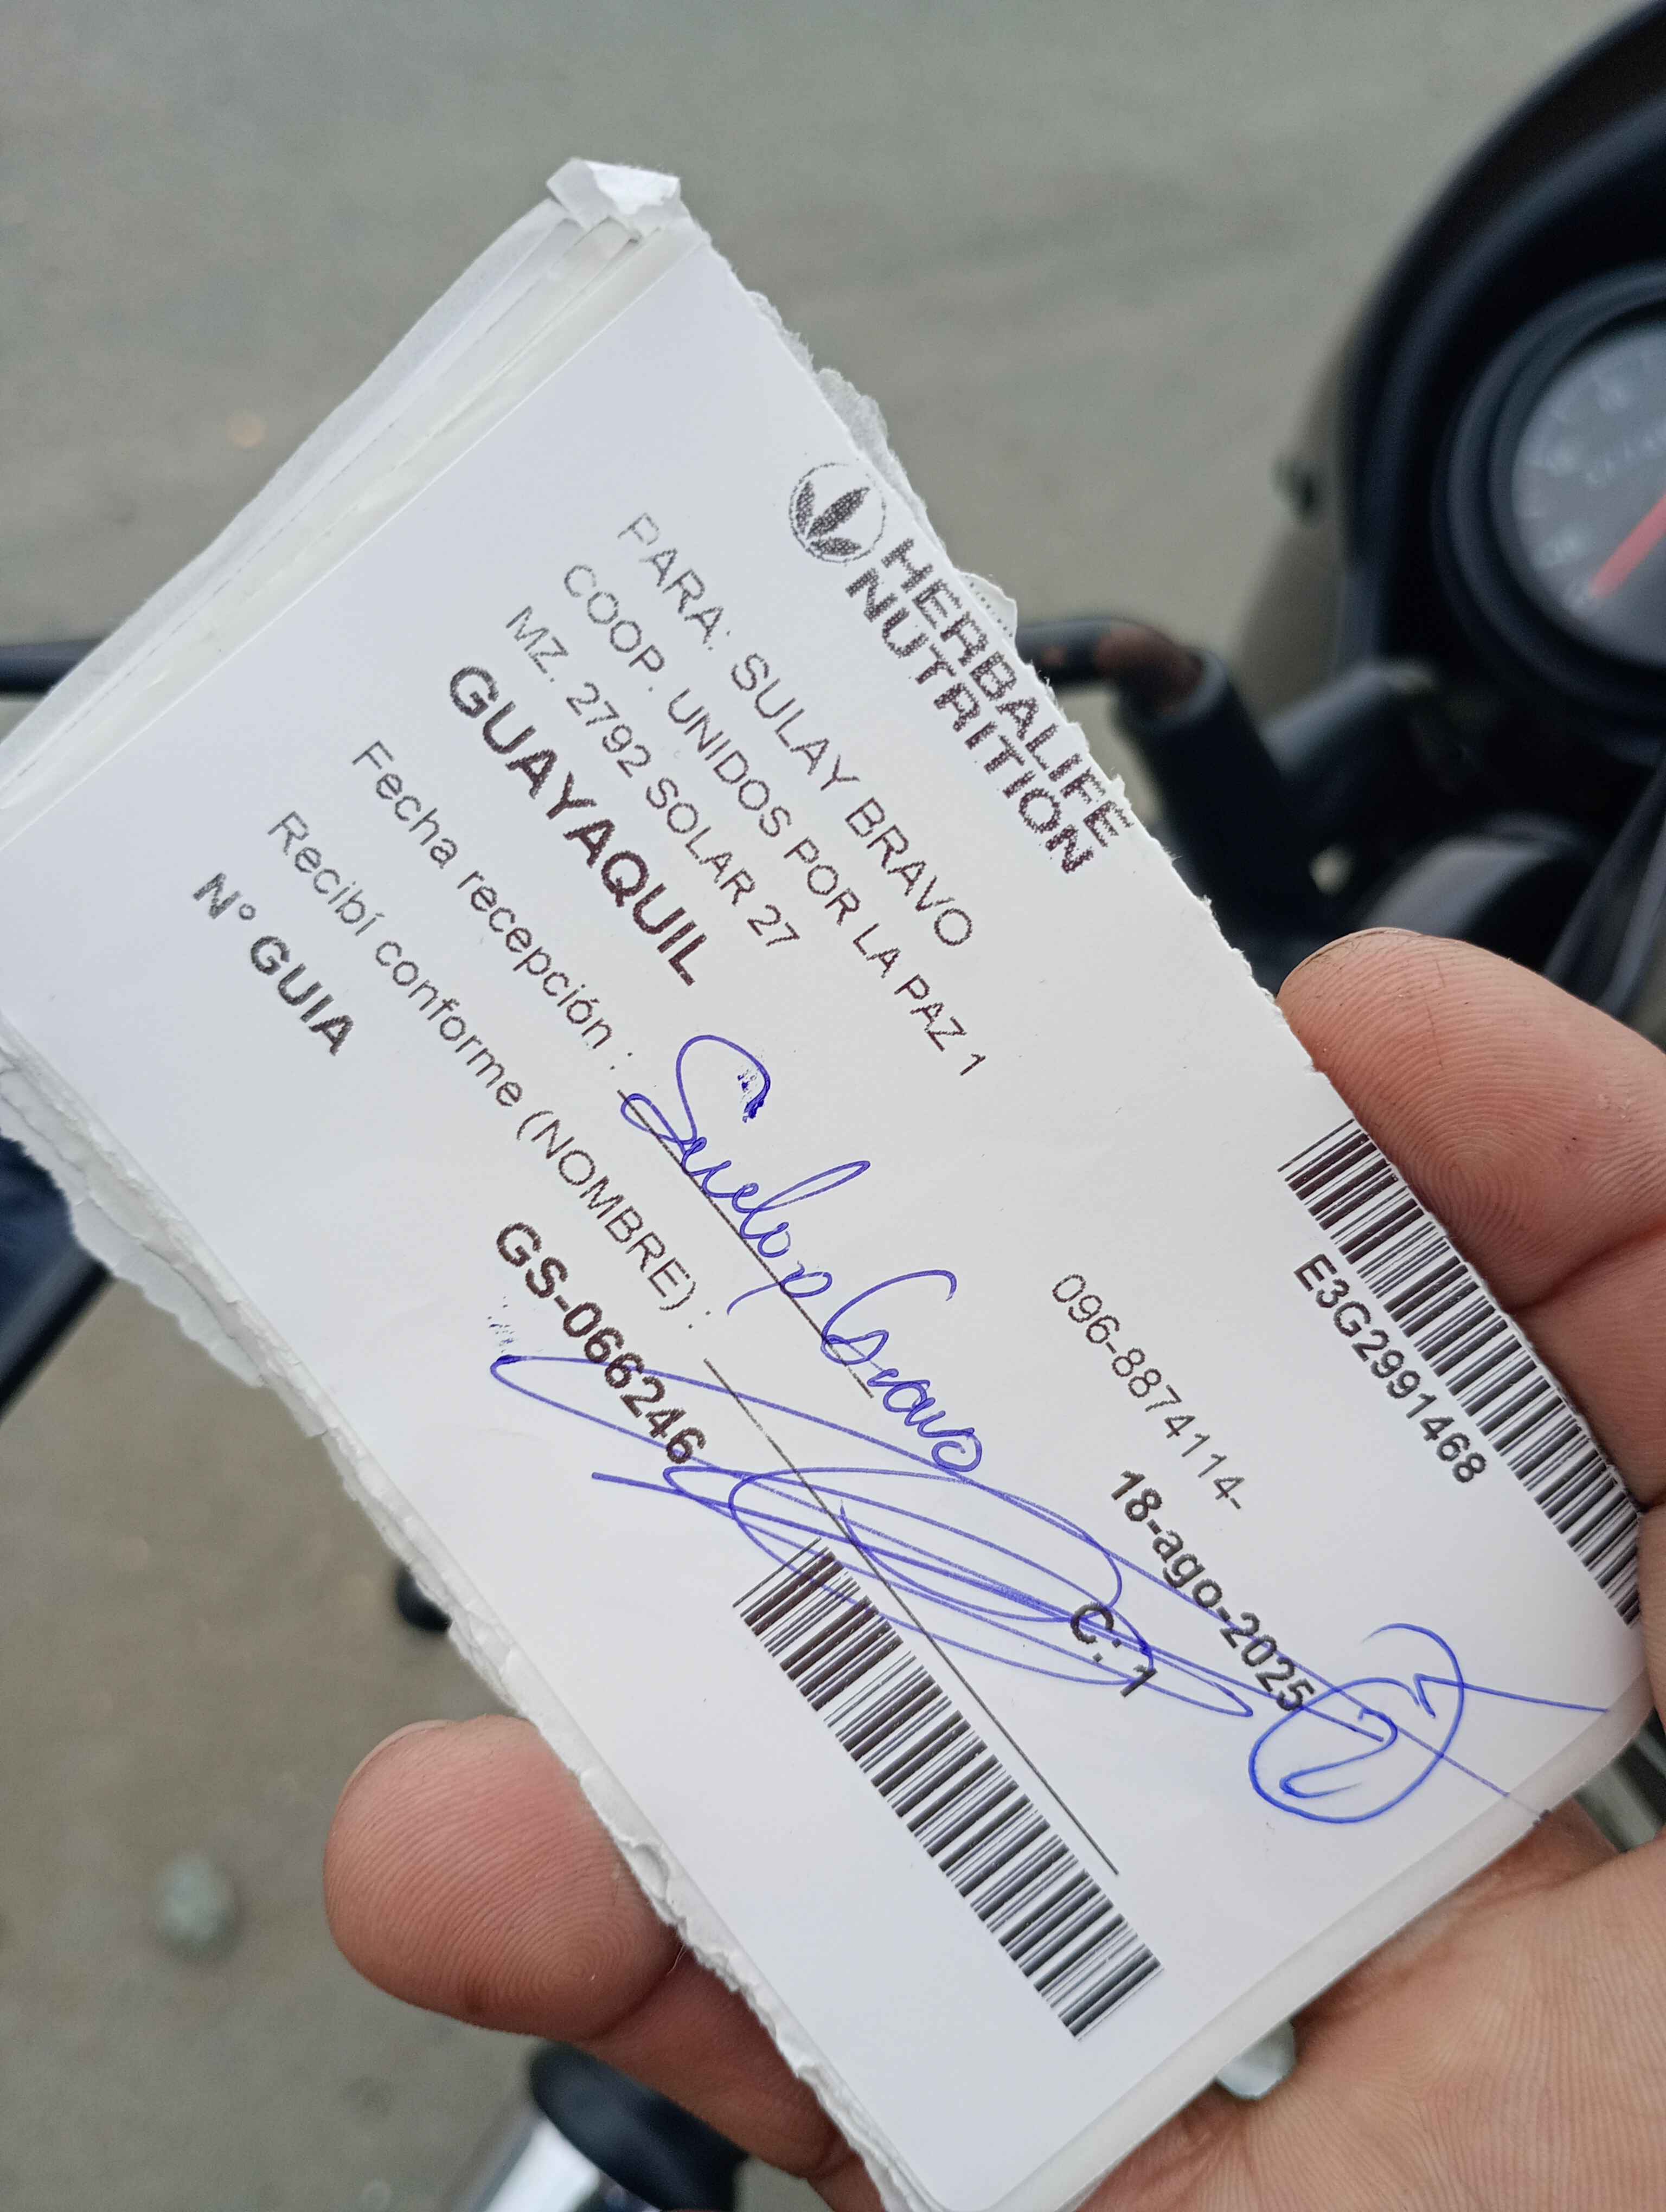 HERBALIFE
NUTRITION
E3G2991468
PARA: SULAY BRAVO
COOP. UNIDOS POR LA PAZ 1
096-8874114-
MZ. 2792 SOLAR 27
GUAYAQUIL
18-ago-2025
Fecha recepción :
C: 1
Recibí conforme (NOMBRE) :
N° GUIA
GS-066246